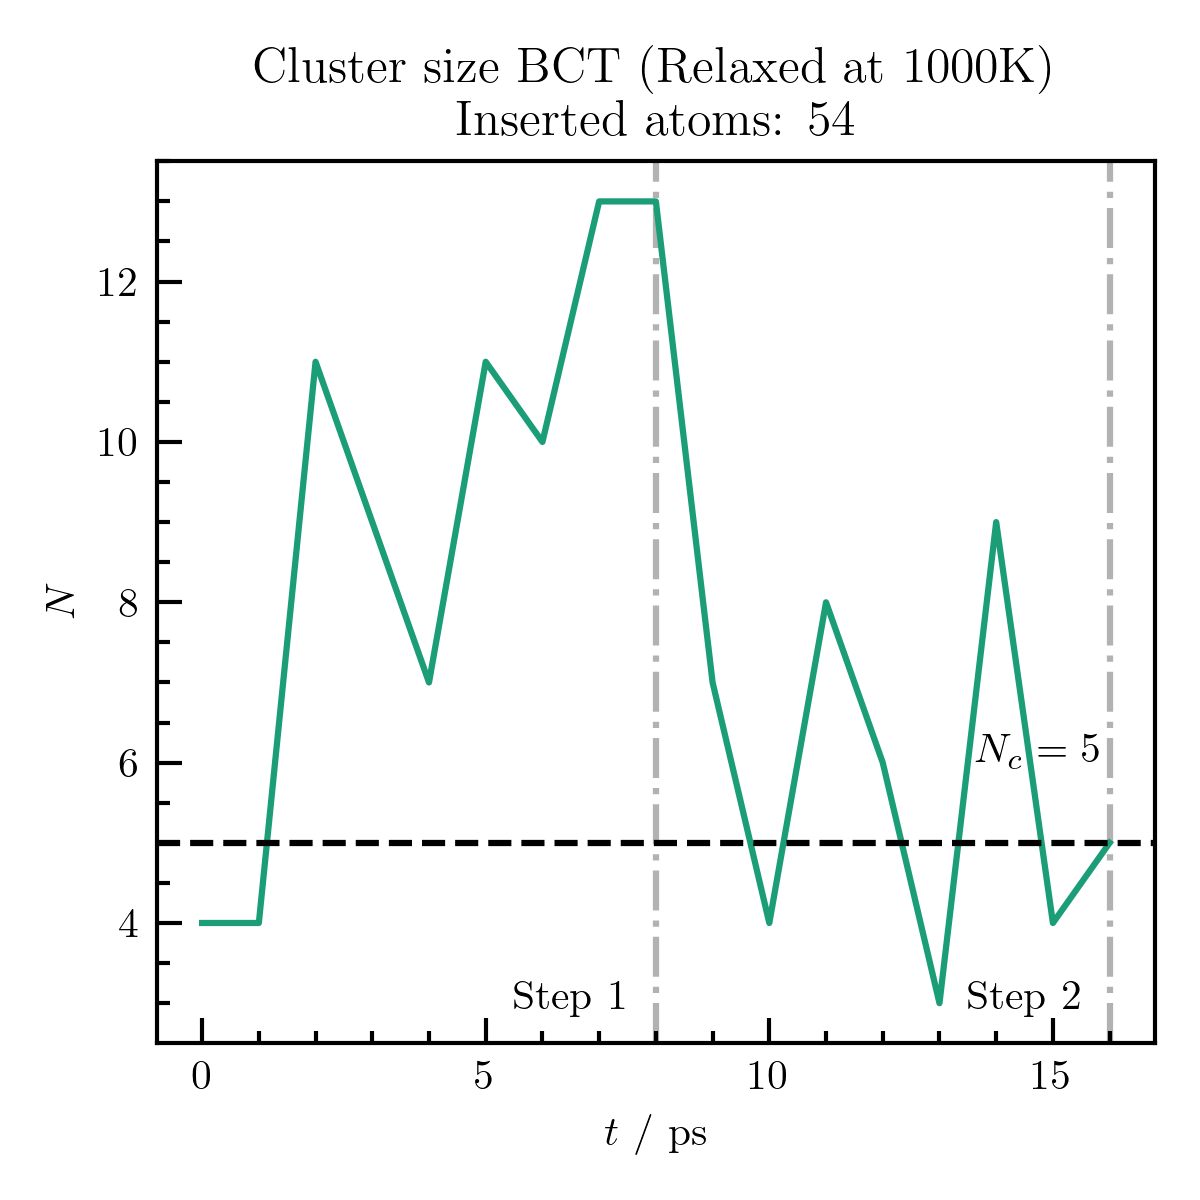 Cluster size BCT (Relaxed at 1000K)
Inserted atoms: 54
12
10
8
6
4
N
N_c = 5
Step 1
Step 2
0
5
10
15
t / ps